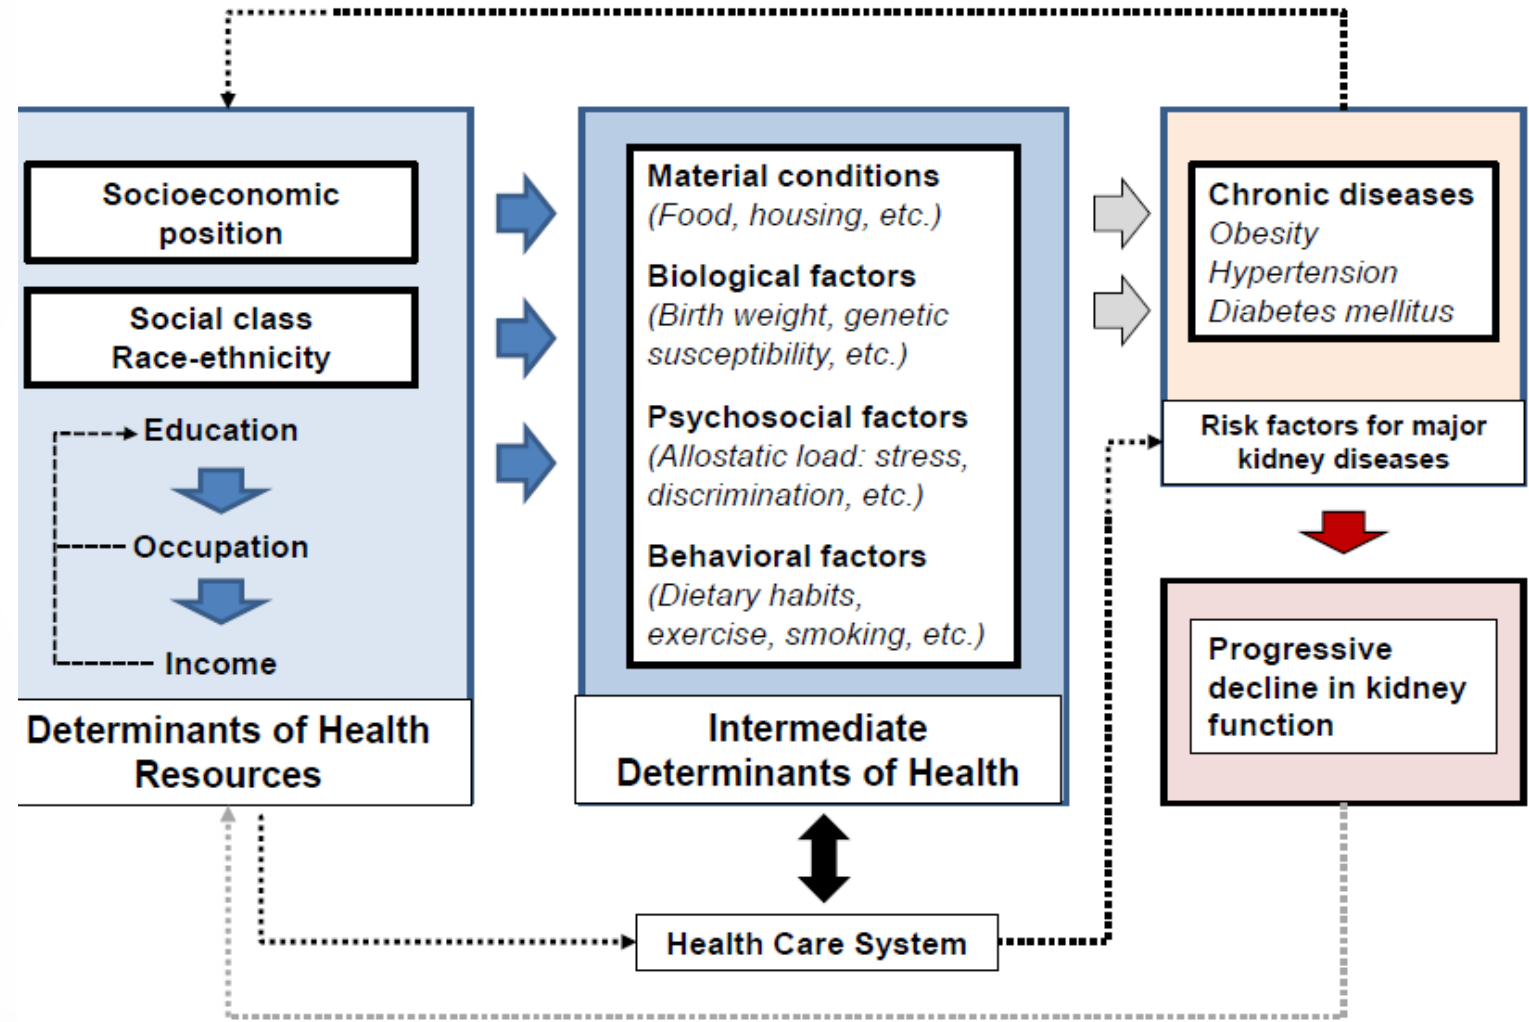 Socioeconomic
position
Social class
Race-ethnicity
Education
Occupation
Income
Determinants of Health
Resources
Material conditions
(Food, housing, etc.)
Biological factors
(Birth weight, genetic
susceptibility, etc.)
Psychosocial factors
(Allostatic load: stress,
discrimination, etc.)
Behavioral factors
(Dietary habits,
exercise, smoking, etc.)
Intermediate
Determinants of Health
Health Care System
Chronic diseases
Obesity
Hypertension
Diabetes mellitus
Risk factors for major
kidney diseases
Progressive
decline in kidney
function